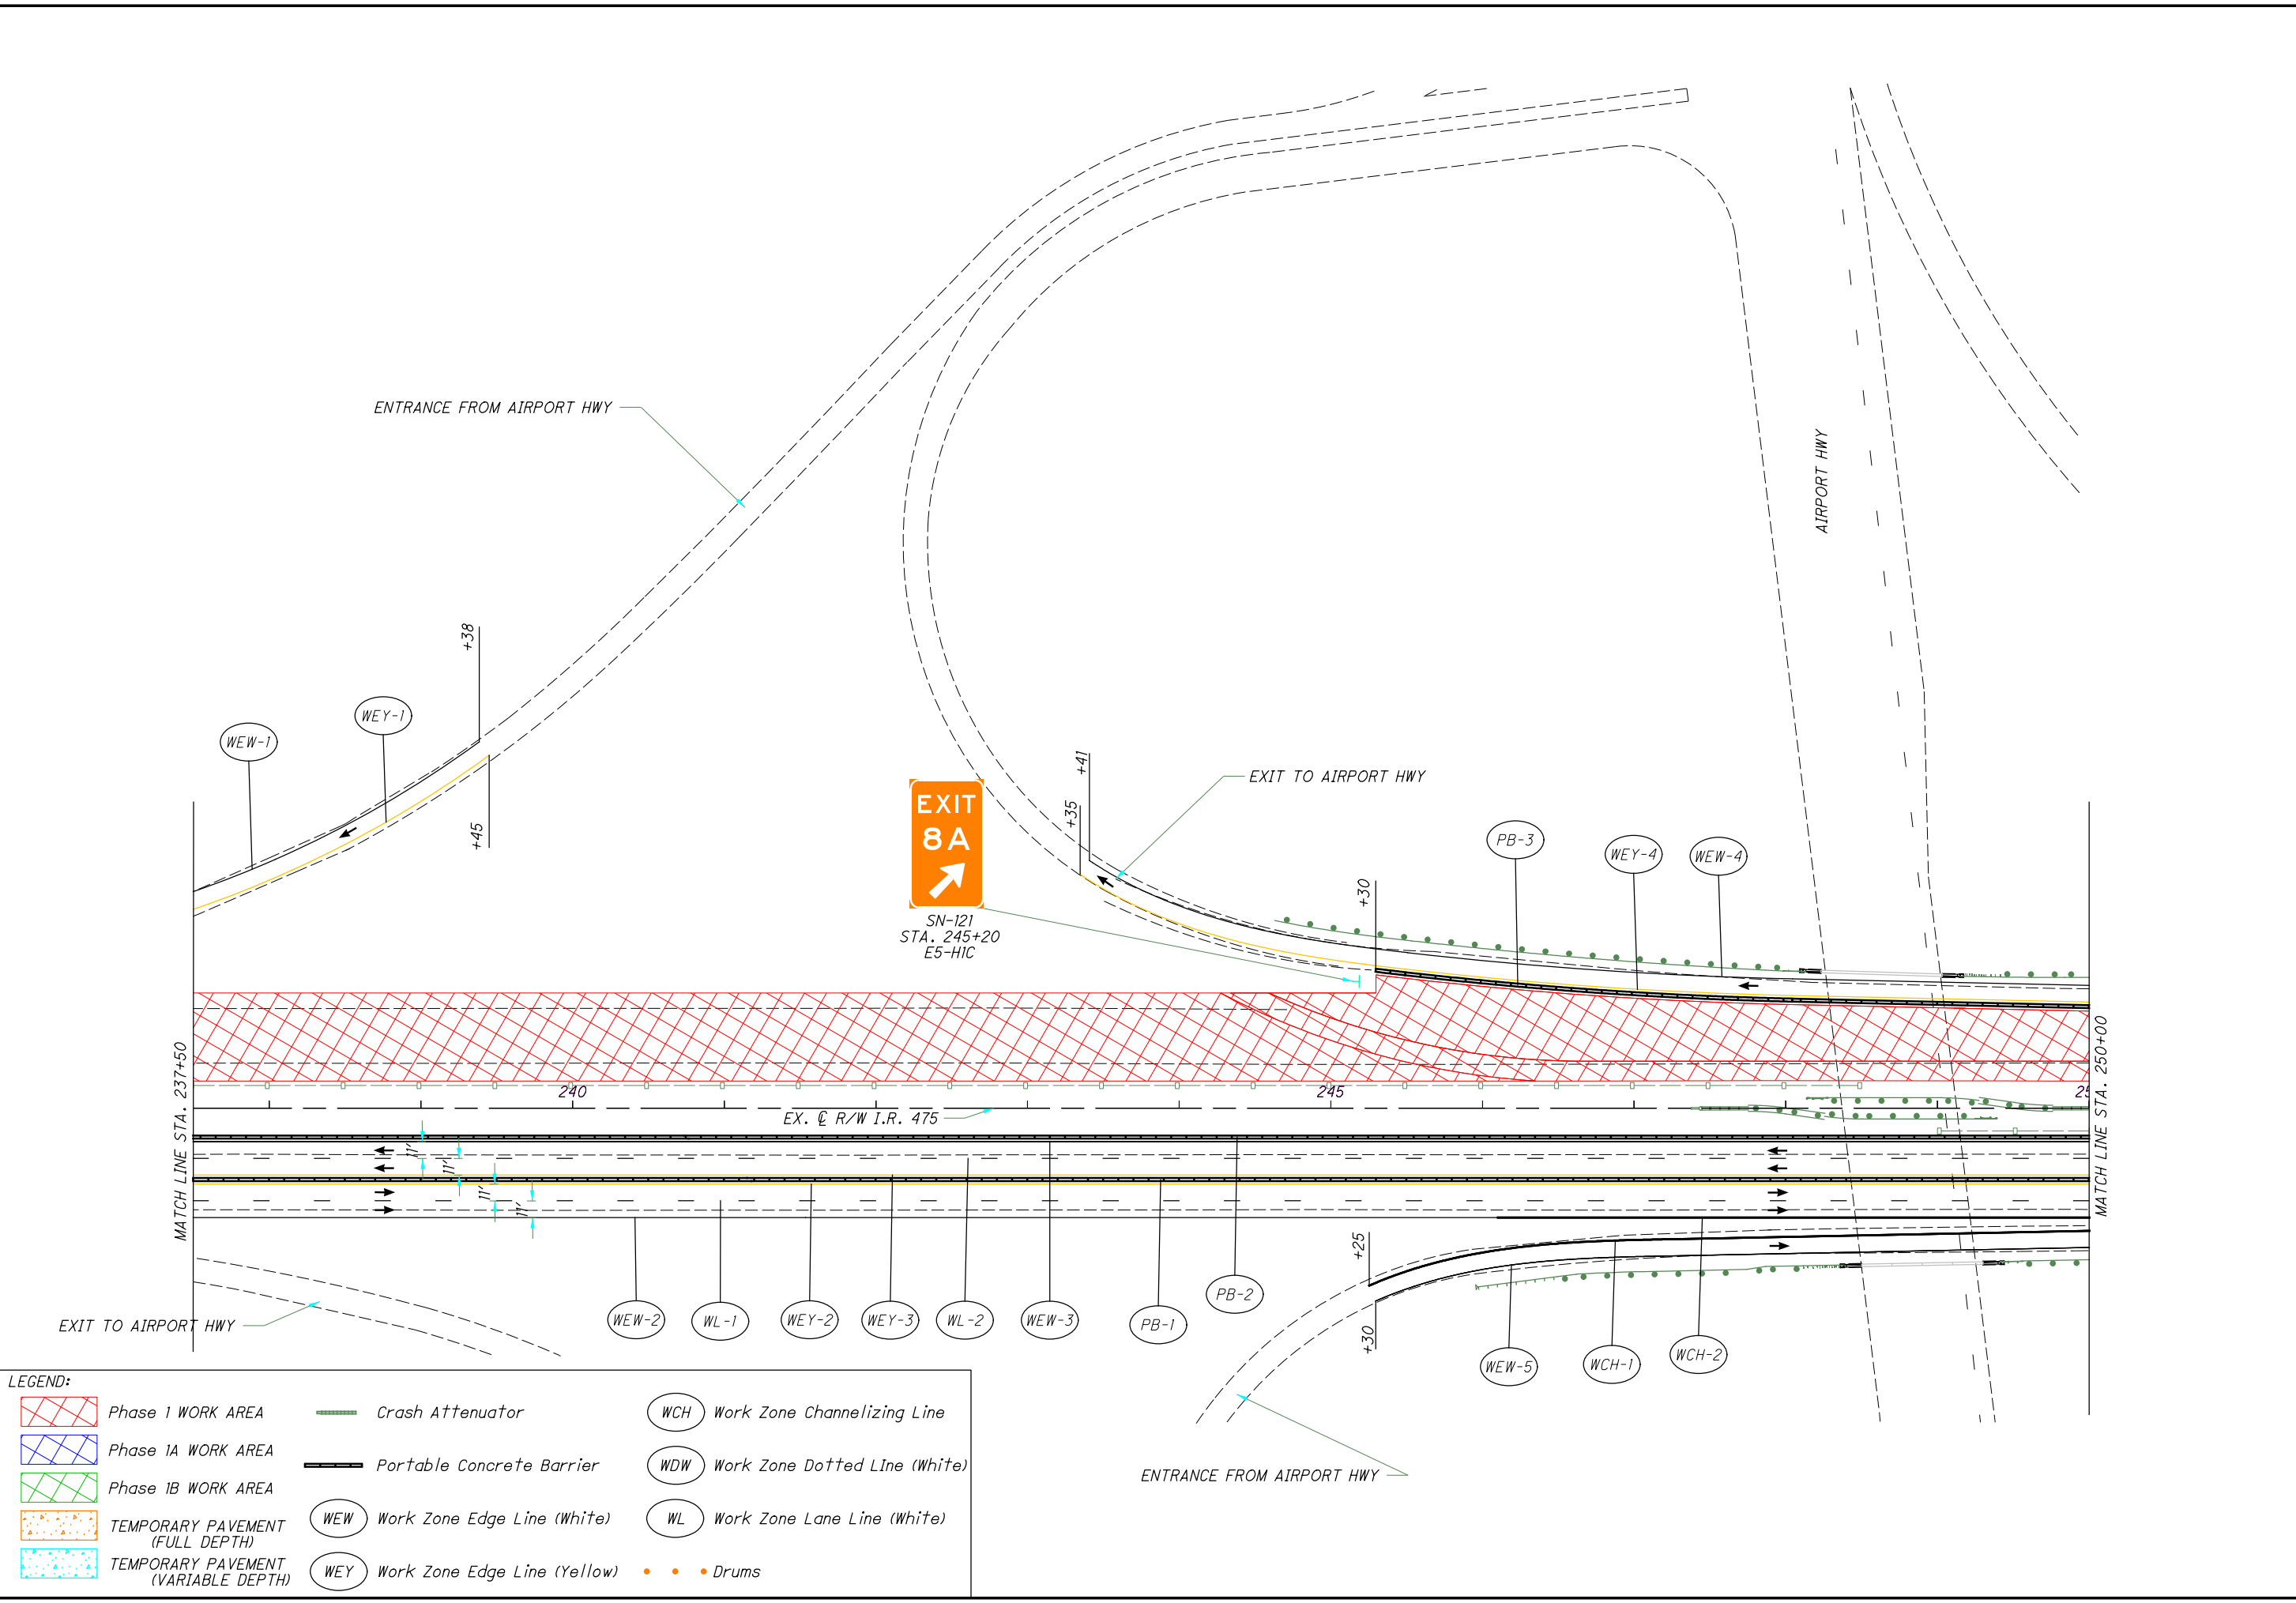 ENTRANCE FROM AIRPORT HWY
AIRPORT HWY
+38
WEY-1
WEW-1
+45
+41
+35
EXIT TO AIRPORT HWY
EXIT
8A
SN-121
STA. 245+20
E5-H1C
+30
PB-3
WEY-4
WEW-4
MATCH LINE STA. 237+50
MATCH LINE STA. 250+00
240
245
25
EX. ℄ R/W I.R. 475
11'
11'
11'
11'
+25
+30
EXIT TO AIRPORT HWY
WEW-2
WL-1
WEY-2
WEY-3
WL-2
WEW-3
PB-1
PB-2
WEW-5
WCH-1
WCH-2
ENTRANCE FROM AIRPORT HWY
LEGEND:
Phase 1 WORK AREA
Phase 1A WORK AREA
Phase 1B WORK AREA
TEMPORARY PAVEMENT
(FULL DEPTH)
TEMPORARY PAVEMENT
(VARIABLE DEPTH)
Crash Attenuator
Portable Concrete Barrier
WEW Work Zone Edge Line (White)
WEY Work Zone Edge Line (Yellow)
WCH Work Zone Channelizing Line
WDW Work Zone Dotted LIne (White)
WL Work Zone Lane Line (White)
Drums